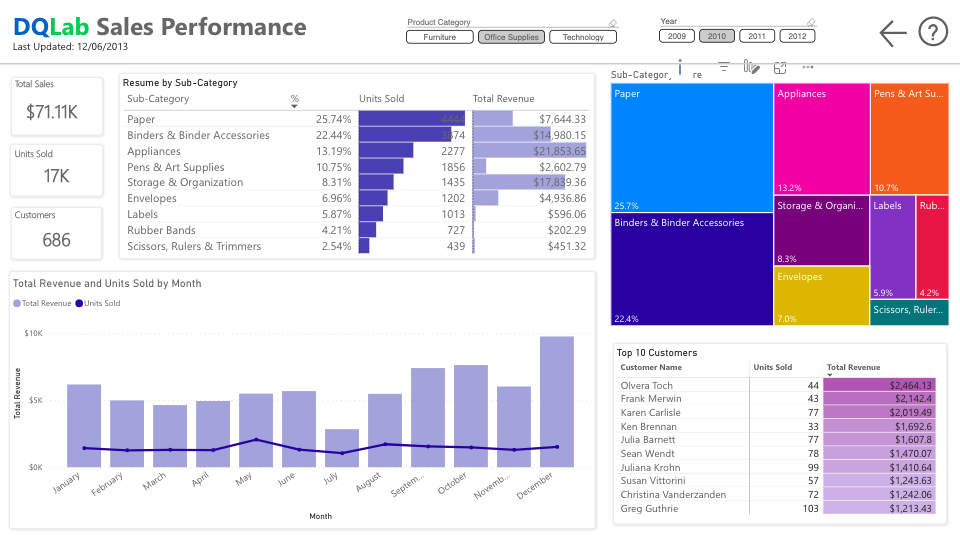 DQLab Sales Performance
Last Updated: 12/06/2013
Product Category
Furniture
Office Supplies
Technology
Year
2009
2010
2011
2012
?
Total Sales
$71.11K
Units Sold
17K
Customers
686
Resume by Sub-Category
Sub-Category % Units Sold Total Revenue
Paper 25.74% 4444 $7,644.33
Binders & Binder Accessories 22.44% $14,980.15
Appliances 13.19% 2277 $21,853.65
Pens & Art Supplies 10.75% 1856 $2,602.79
Storage & Organization 8.31% 1435 $17,839.36
Envelopes 6.96% 1202 $4,936.86
Labels 5.87% 1013 $596.06
Rubber Bands 4.21% 727 $202.29
Scissors, Rulers & Trimmers 2.54% 439 $451.32
Sub-Categor, re
Paper
25.7%
Binders & Binder Accessories
22.4%
Appliances
13.2%
Pens & Art Su...
10.7%
Storage & Organi...
8.3%
Envelopes
7.0%
Labels
5.9%
Rub...
4.2%
Scissors, Ruler...
Total Revenue and Units Sold by Month
Total Revenue Units Sold
Total Revenue
$10K
$5K
$0K
January
February
March
April
May
June
July
August
Septem...
October
Novemb...
December
Month
Top 10 Customers
Customer Name Units Sold Total Revenue
Olvera Toch 44 $2,464.13
Frank Merwin 43 $2,142.4
Karen Carlisle 77 $2,019.49
Ken Brennan 33 $1,692.6
Julia Barnett 77 $1,607.8
Sean Wendt 78 $1,470.07
Juliana Krohn 99 $1,410.64
Susan Vittorini 57 $1,243.63
Christina Vanderzanden 72 $1,242.06
Greg Guthrie 103 $1,213.43